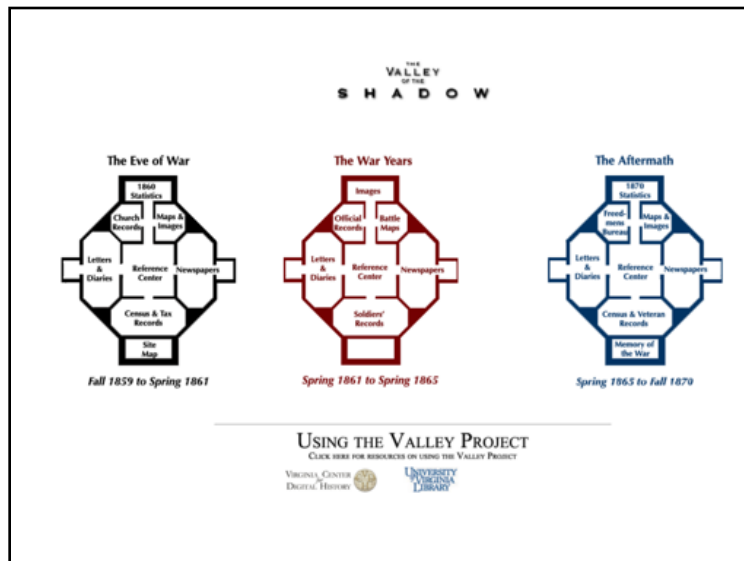 THE
VALLEY
OF THE
SHADOW
The Eve of War
1860
Statistics
Church
Records
Maps &
Images
Letters
&
Diaries
Reference
Center
Newspapers
Census & Tax
Records
Site
Map
Fall 1859 to Spring 1861
The War Years
Images
Official
Records
Battle
Maps
Letters
&
Diaries
Reference
Center
Newspapers
Soldiers'
Records
Spring 1861 to Spring 1865
The Aftermath
1870
Statistics
Freed-
mens
Bureau
Maps &
Images
Letters
&
Diaries
Reference
Center
Newspapers
Census & Veteran
Records
Memory of
the War
Spring 1865 to Fall 1870
USING THE VALLEY PROJECT
CLICK HERE FOR RESOURCES ON USING THE VALLEY PROJECT
VIRGINIA CENTER
for
DIGITAL HISTORY
UNIVERSITY
of VIRGINIA
LIBRARY